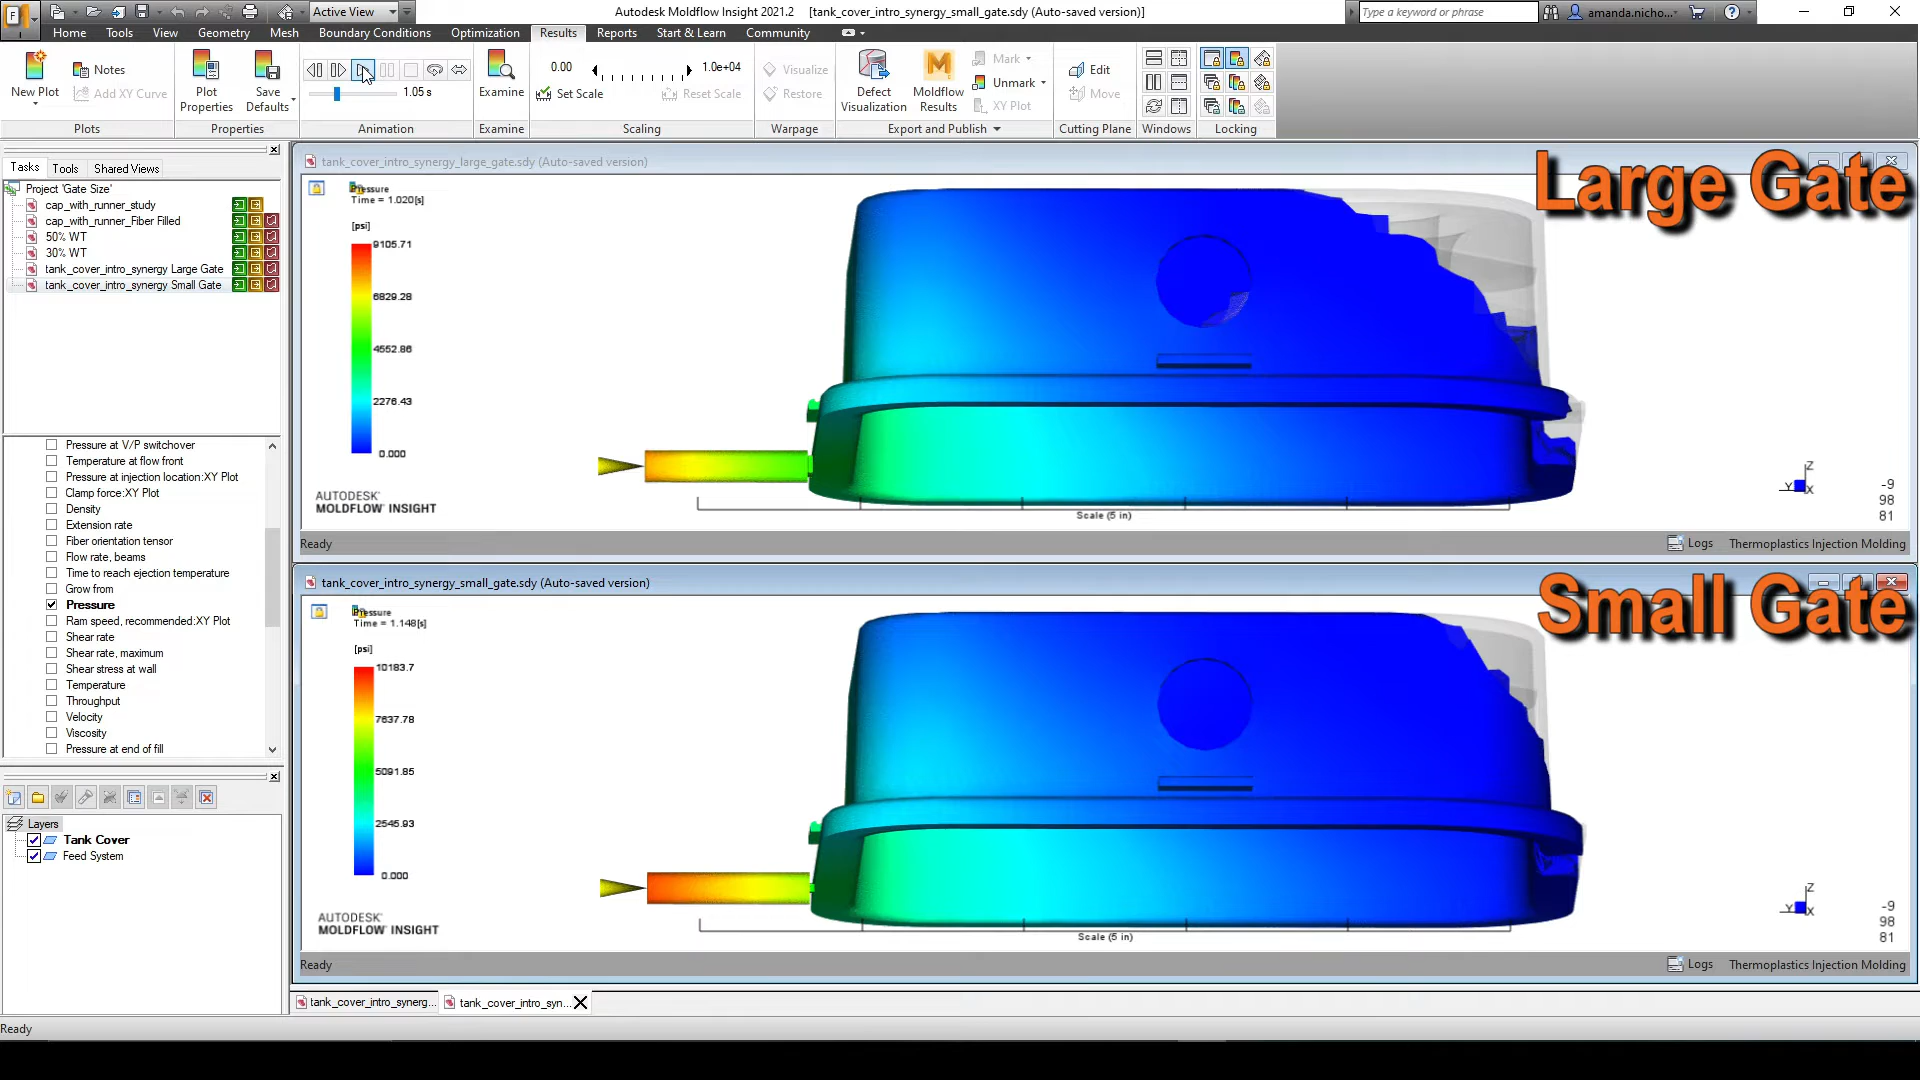 Active View
Autodesk Moldflow Insight 2021.2 [tank_cover_intro_synergy_small_gate.sdy (Auto-saved version)]
Type a keyword or phrase
amanda.nicho...
Home Tools View Geometry Mesh Boundary Conditions Optimization Results Reports Start & Learn Community
New Plot
Notes
Add XY Curve
Plots
Plot Properties
Save Defaults
Properties
1.05 s
Animation
Examine
Examine
0.00
1.0e+04
Set Scale
Reset Scale
Scaling
Visualize
Restore
Warpage
Defect Visualization
Moldflow Results
Mark
Unmark
XY Plot
Export and Publish
Edit
Move
Cutting Plane
Windows
Locking
Tasks Tools Shared Views
Project 'Gate Size'
cap_with_runner_study
cap_with_runner_Fiber Filled
50% WT
30% WT
tank_cover_intro_synergy Large Gate
tank_cover_intro_synergy Small Gate
Pressure at V/P switchover
Temperature at flow front
Pressure at injection location:XY Plot
Clamp force:XY Plot
Density
Extension rate
Fiber orientation tensor
Flow rate, beams
Time to reach ejection temperature
Grow from
Pressure
Ram speed, recommended:XY Plot
Shear rate
Shear rate, maximum
Shear stress at wall
Temperature
Throughput
Velocity
Viscosity
Pressure at end of fill
Layers
Tank Cover
Feed System
tank_cover_intro_synergy_large_gate.sdy (Auto-saved version)
Large Gate
Pressure
Time = 1.020[s]
[psi]
9105.71
6829.28
4552.86
2276.43
0.000
AUTODESK
MOLDFLOW INSIGHT
Scale (5 in)
Z
Y
X
-9
98
81
Ready
Logs Thermoplastics Injection Molding
tank_cover_intro_synergy_small_gate.sdy (Auto-saved version)
Small Gate
Pressure
Time = 1.148[s]
[psi]
10183.7
7637.78
5091.85
2545.93
0.000
AUTODESK
MOLDFLOW INSIGHT
Scale (5 in)
Z
Y
X
-9
98
81
Ready
Logs Thermoplastics Injection Molding
tank_cover_intro_synerg...
tank_cover_intro_syn...
Ready